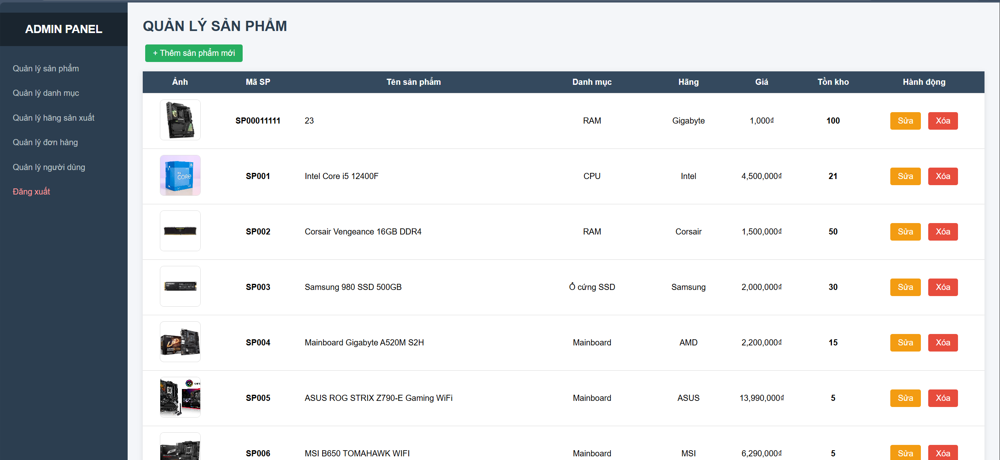 ADMIN PANEL
Quản lý sản phẩm
Quản lý danh mục
Quản lý hãng sản xuất
Quản lý đơn hàng
Quản lý người dùng
Đăng xuất
QUẢN LÝ SẢN PHẨM
+ Thêm sản phẩm mới
Ảnh Mã SP Tên sản phẩm Danh mục Hãng Giá Tồn kho Hành động
SP00011111 23 RAM Gigabyte 1,000₫ 100 Sửa Xóa
CORE
SP001 Intel Core i5 12400F CPU Intel 4,500,000₫ 21 Sửa Xóa
SP002 Corsair Vengeance 16GB DDR4 RAM Corsair 1,500,000₫ 50 Sửa Xóa
SP003 Samsung 980 SSD 500GB Ổ cứng SSD Samsung 2,000,000₫ 30 Sửa Xóa
A520M S2H
SP004 Mainboard Gigabyte A520M S2H Mainboard AMD 2,200,000₫ 15 Sửa Xóa
SP005 ASUS ROG STRIX Z790-E Gaming WiFi Mainboard ASUS 13,990,000₫ 5 Sửa Xóa
SP006 MSI B650 TOMAHAWK WIFI Mainboard MSI 6,290,000₫ 5 Sửa Xóa